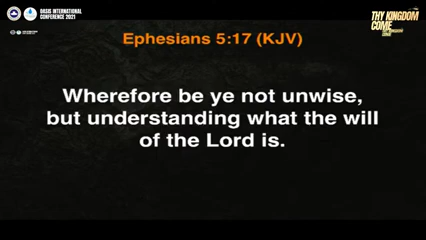 OASIS INTERNATIONAL
CONFERENCE 2021
THY KINGDOM
COME
Ephesians 5:17 (KJV)
Wherefore be ye not unwise,
but understanding what the will
of the Lord is.